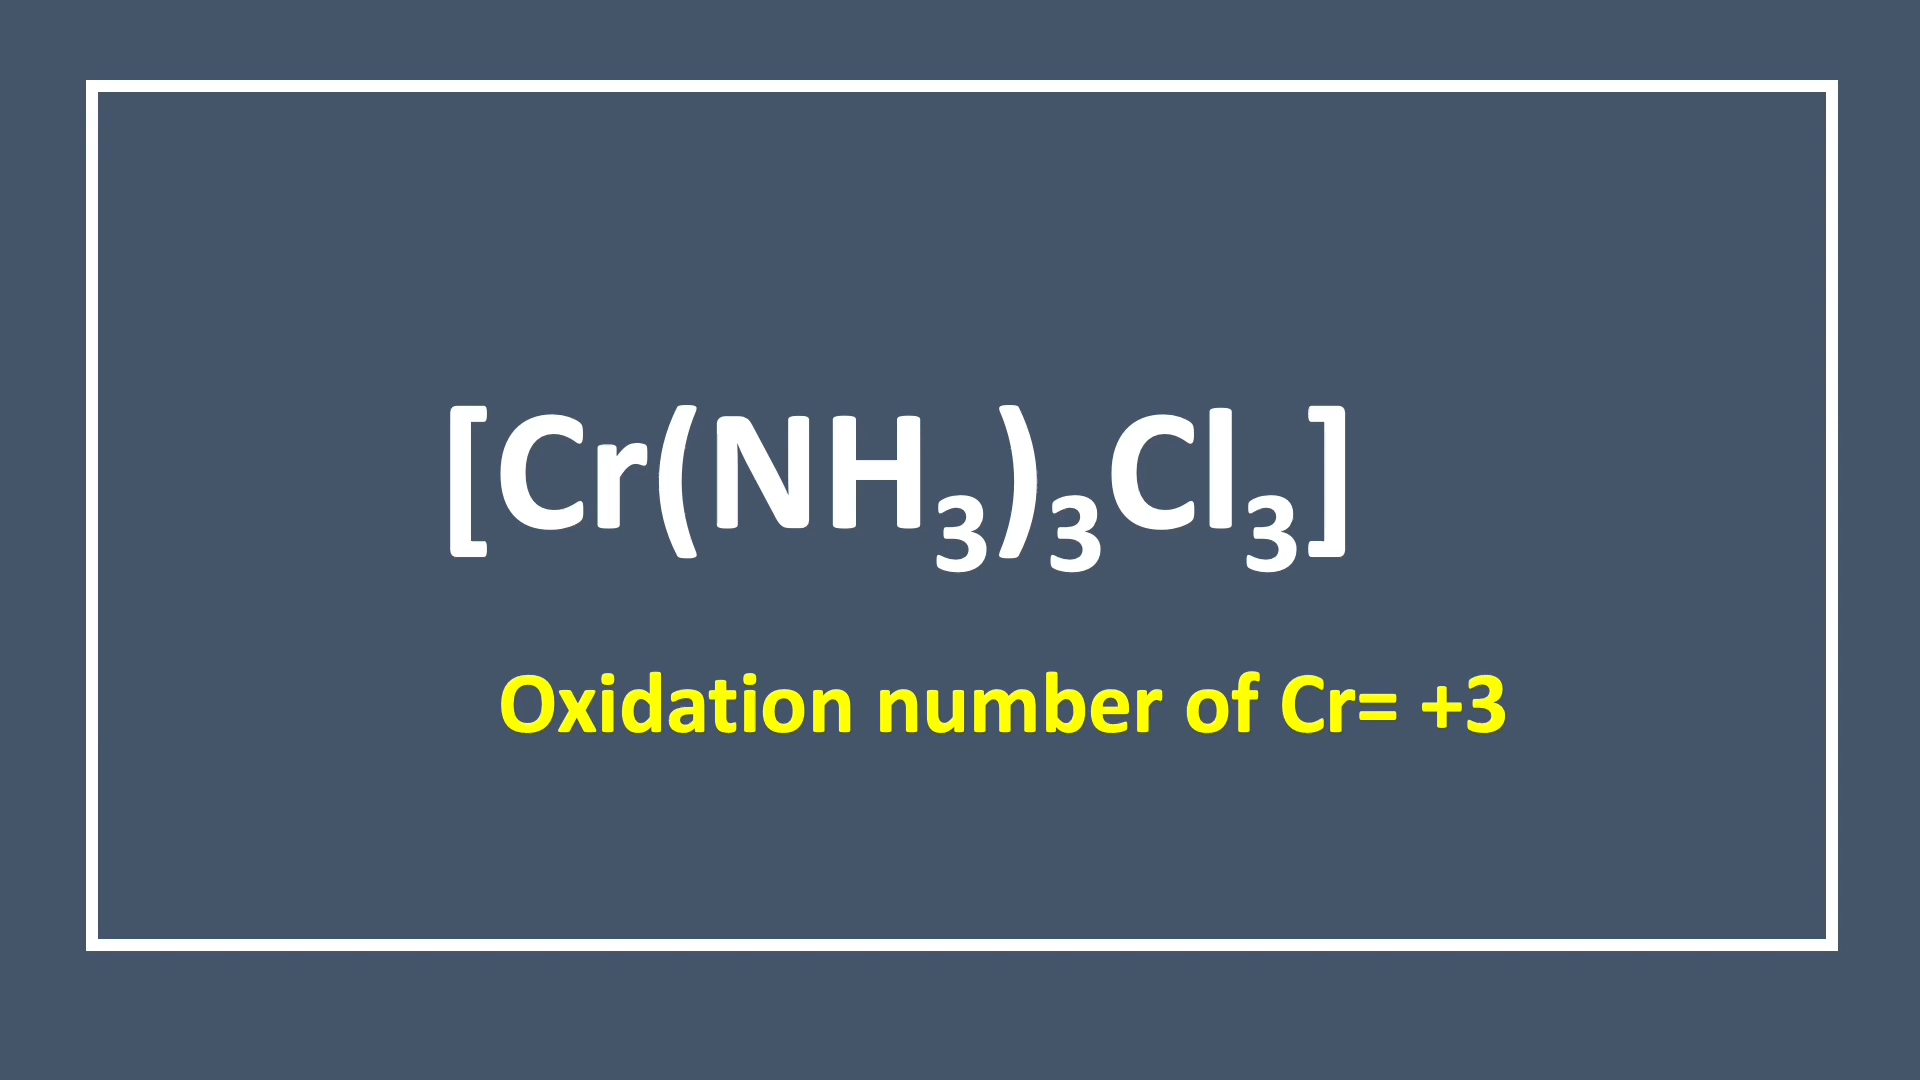 [Cr(NH₃)₃Cl₃]
Oxidation number of Cr= +3